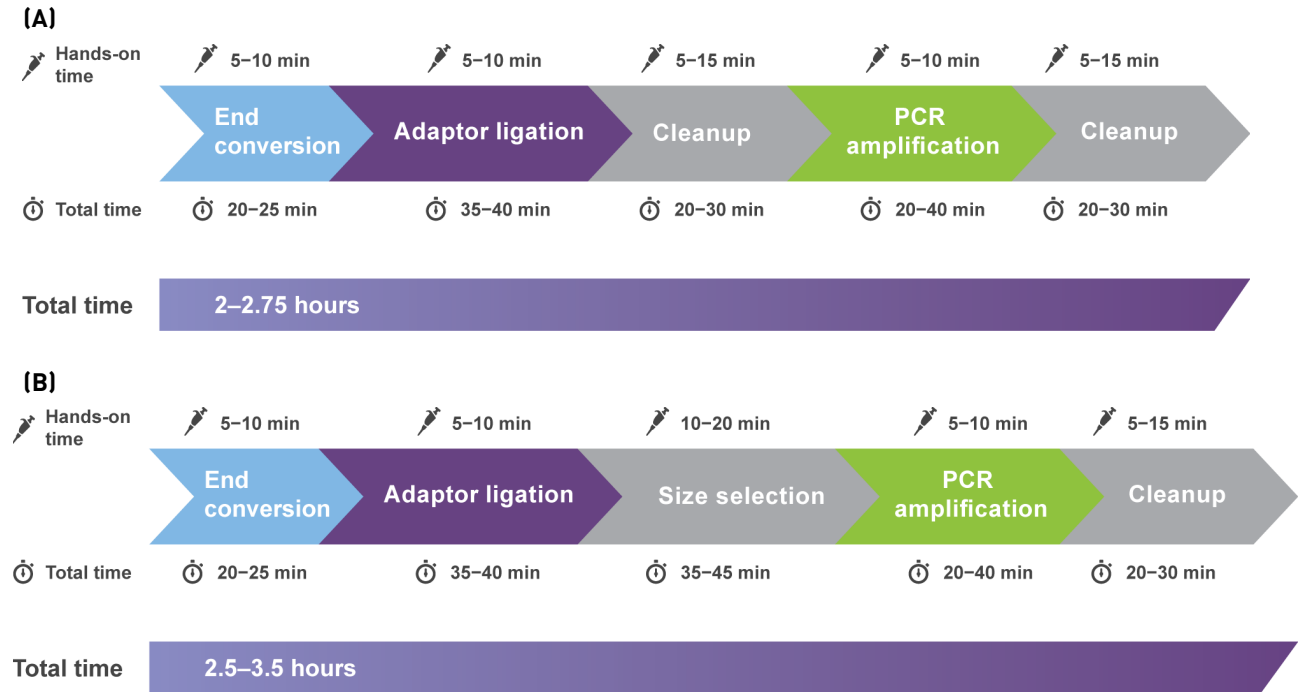 (A)
Hands-on
time
5–10 min
5–10 min
5–15 min
5–10 min
5–15 min
End
conversion
Adaptor ligation
Cleanup
PCR
amplification
Cleanup
Total time
20–25 min
35–40 min
20–30 min
20–40 min
20–30 min
Total time
2–2.75 hours
(B)
Hands-on
time
5–10 min
5–10 min
10–20 min
5–10 min
5–15 min
End
conversion
Adaptor ligation
Size selection
PCR
amplification
Cleanup
Total time
20–25 min
35–40 min
35–45 min
20–40 min
20–30 min
Total time
2.5–3.5 hours